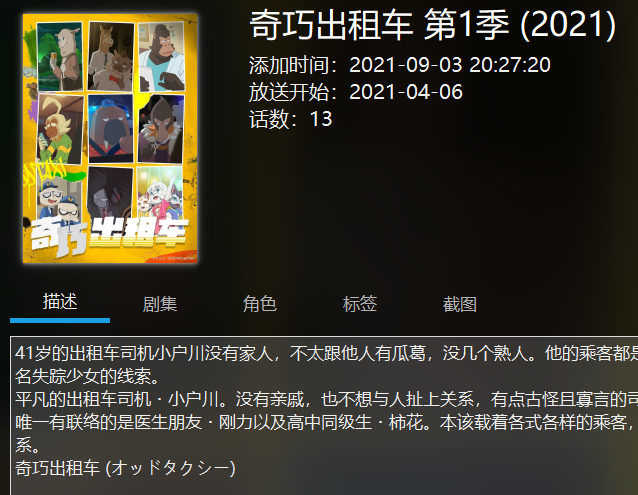 奇巧出租车 第1季 (2021)
添加时间：2021-09-03 20:27:20
放送开始：2021-04-06
话数：13
TAXI
奇巧出租车
描述
剧集
角色
标签
截图
41岁的出租车司机小户川没有家人，不太跟他人有瓜葛，没几个熟人。他的乘客都是
名失踪少女的线索。
平凡的出租车司机・小户川。没有亲戚，也不想与人扯上关系，有点古怪且寡言的司
唯一有联络的是医生朋友・刚力以及高中同级生・柿花。本该载着各式各样的乘客，
系。
奇巧出租车 (オッドタクシー)